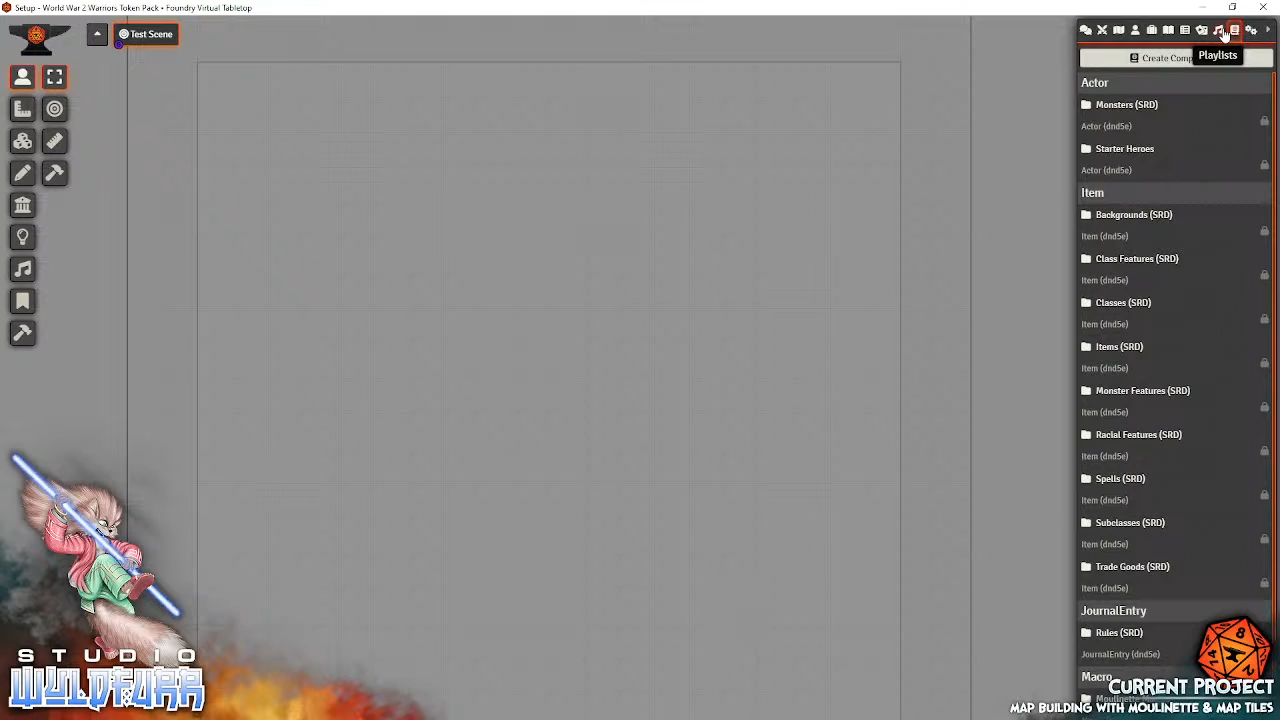 Setup - World War 2 Warriors Token Pack • Foundry Virtual Tabletop
Test Scene
Playlists
Create Comp
Actor
Monsters (SRD)
Actor (dnd5e)
Starter Heroes
Actor (dnd5e)
Item
Backgrounds (SRD)
Item (dnd5e)
Class Features (SRD)
Item (dnd5e)
Classes (SRD)
Item (dnd5e)
Items (SRD)
Item (dnd5e)
Monster Features (SRD)
Item (dnd5e)
Racial Features (SRD)
Item (dnd5e)
Spells (SRD)
Item (dnd5e)
Subclasses (SRD)
Item (dnd5e)
Trade Goods (SRD)
Item (dnd5e)
JournalEntry
Rules (SRD)
JournalEntry (dnd5e)
Macro
STUDIO
WYLDFURR
CURRENT PROJECT
MAP BUILDING WITH MOULINETTE & MAP TILES